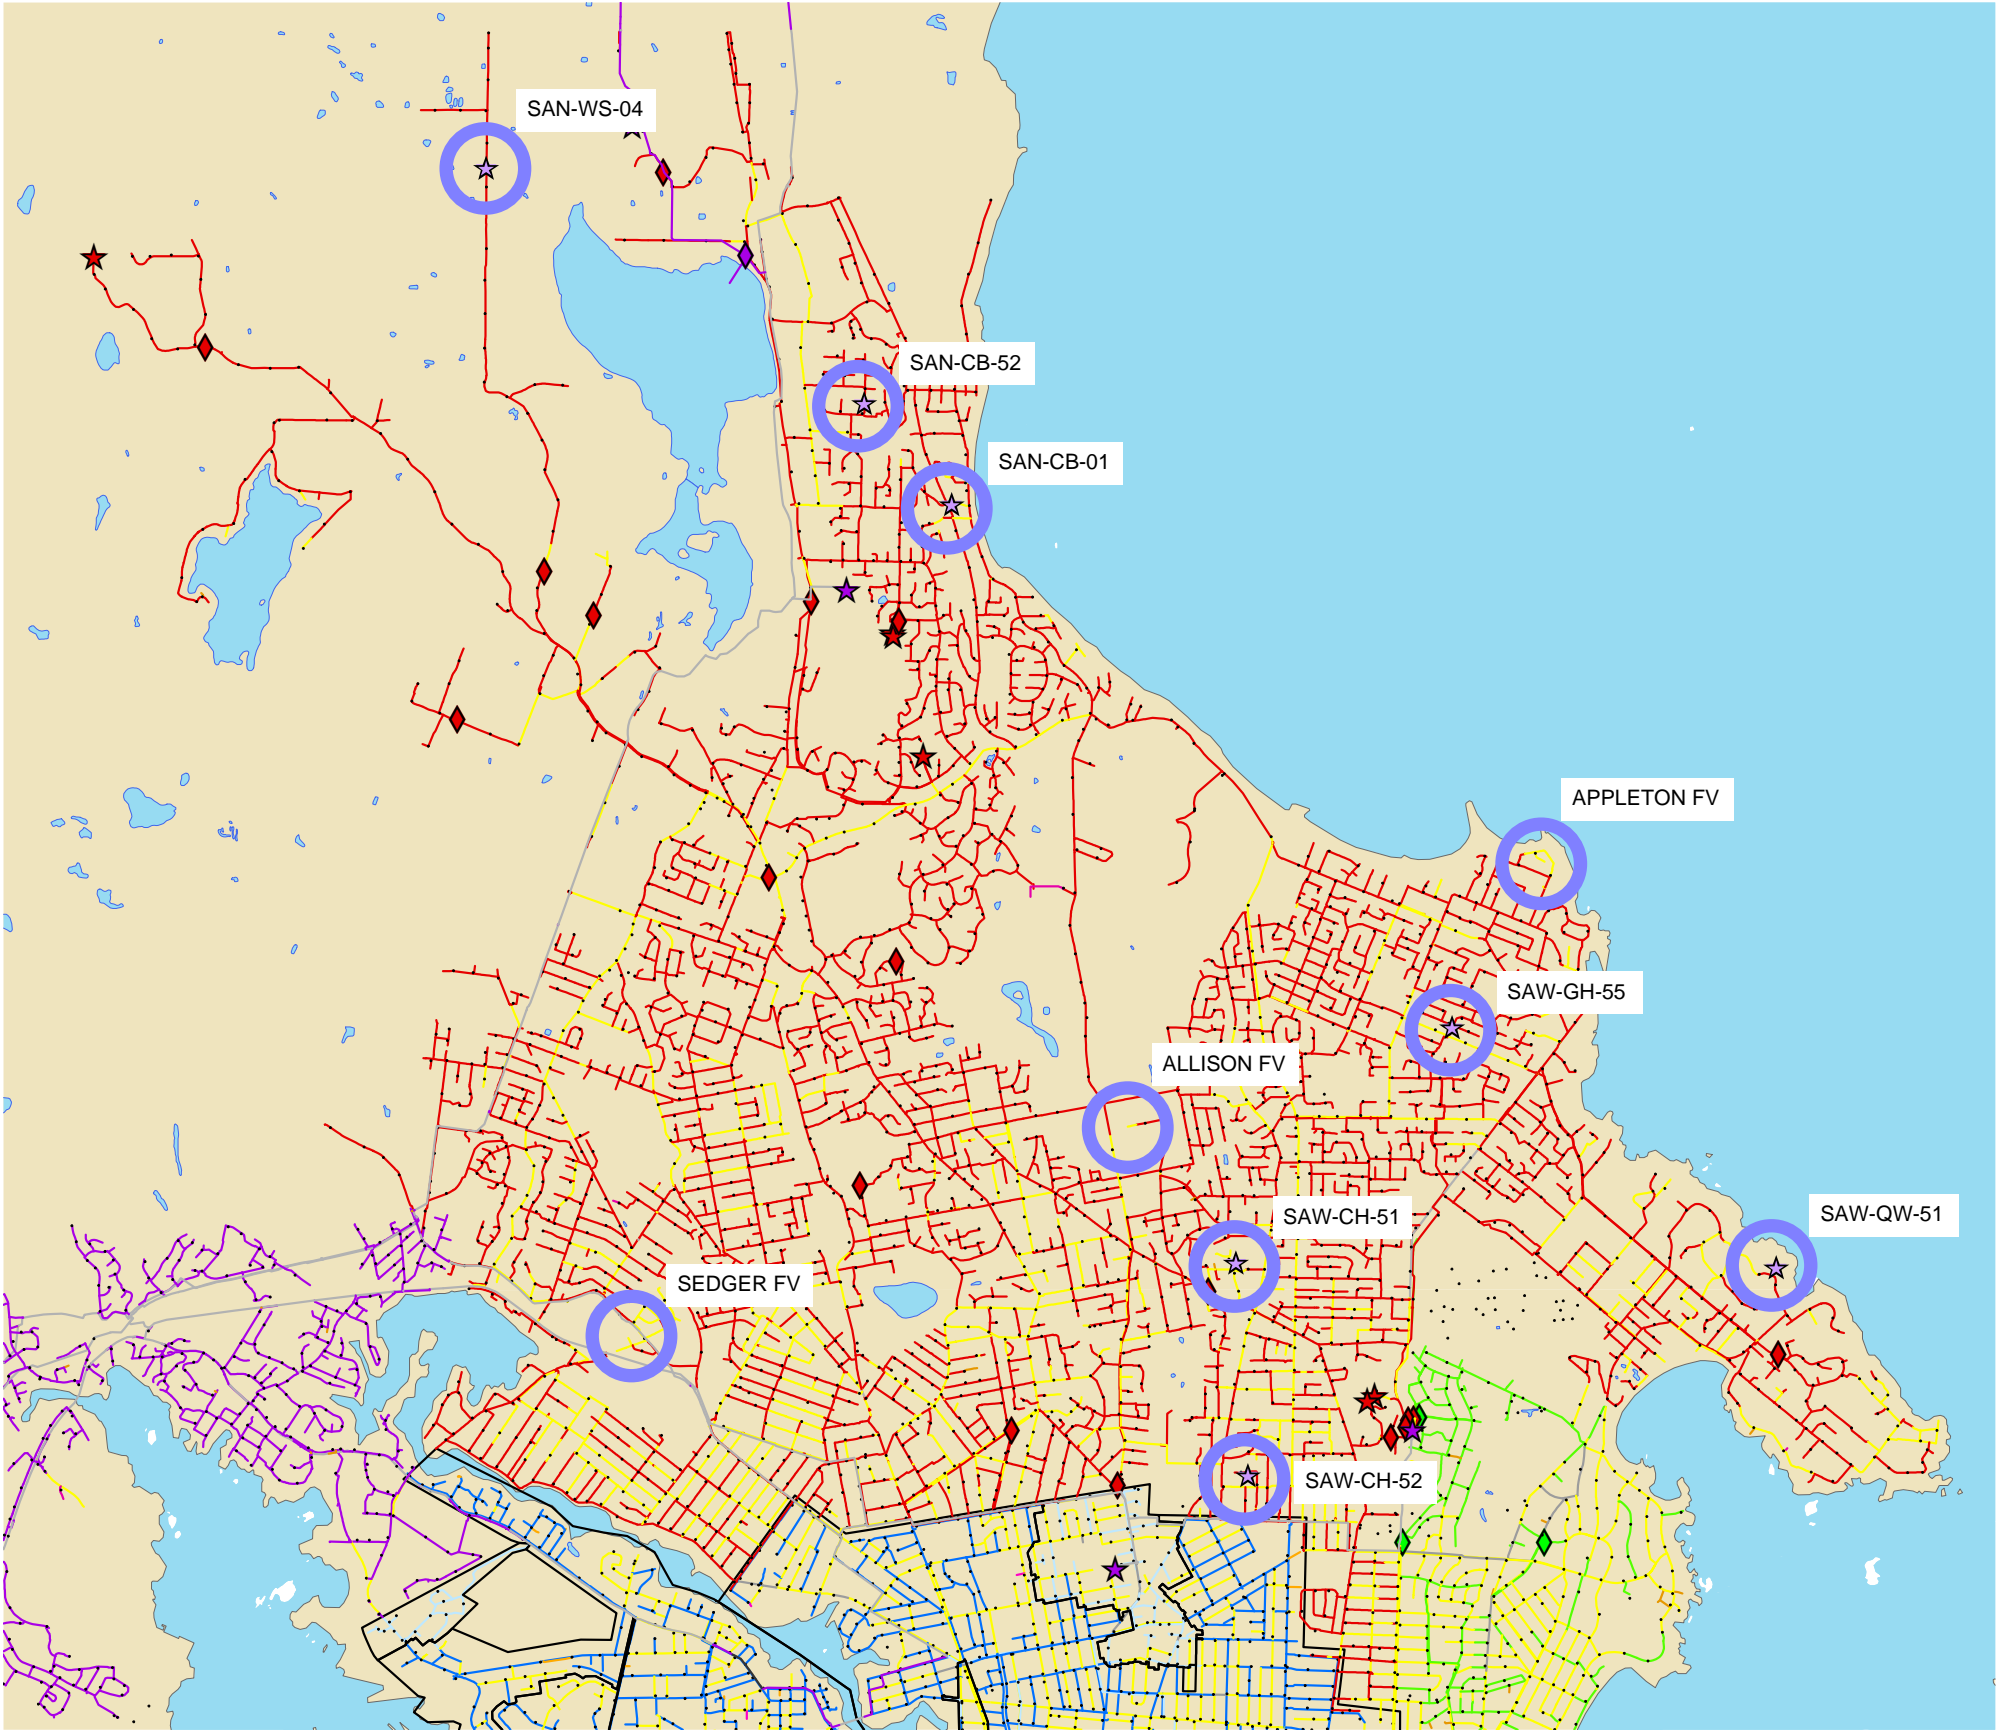 SAN-WS-04
SAN-CB-52
SAN-CB-01
APPLETON FV
SAW-GH-55
ALLISON FV
SAW-CH-51
SAW-QW-51
SEDGER FV
SAW-CH-52